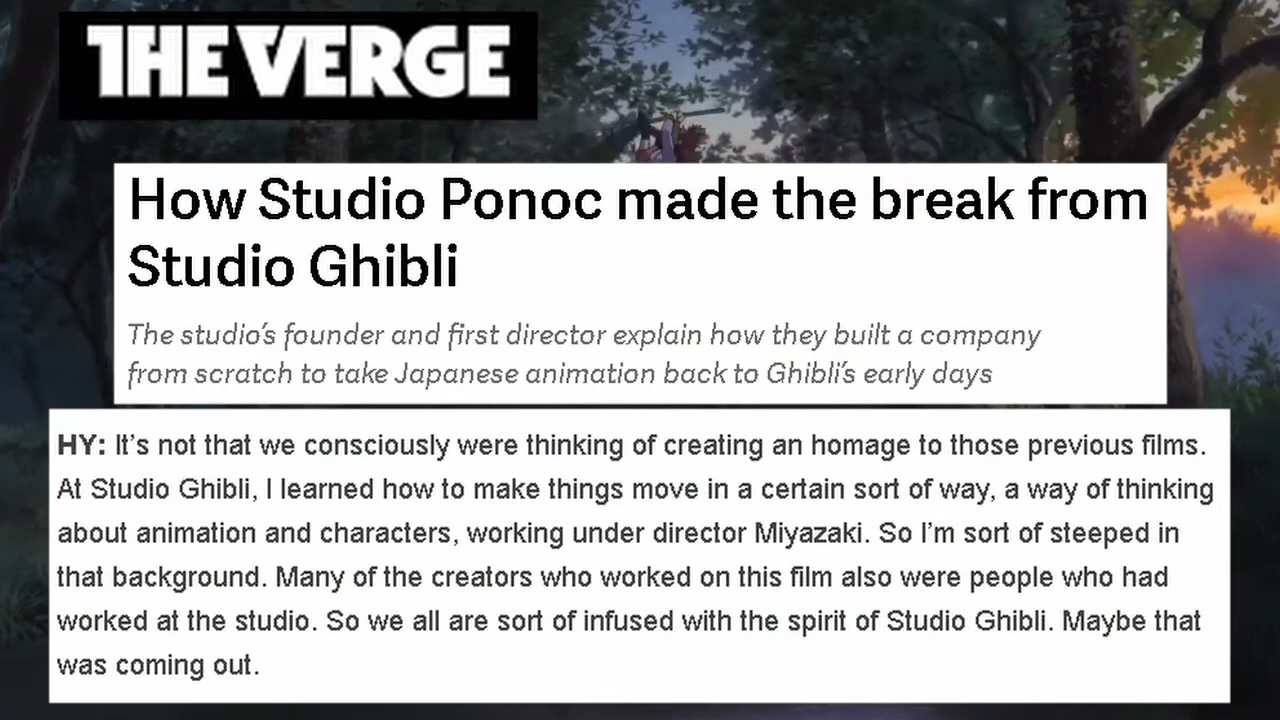 THE VERGE
How Studio Ponoc made the break from
Studio Ghibli
The studio's founder and first director explain how they built a company
from scratch to take Japanese animation back to Ghibli's early days
HY: It's not that we consciously were thinking of creating an homage to those previous films.
At Studio Ghibli, I learned how to make things move in a certain sort of way, a way of thinking
about animation and characters, working under director Miyazaki. So I'm sort of steeped in
that background. Many of the creators who worked on this film also were people who had
worked at the studio. So we all are sort of infused with the spirit of Studio Ghibli. Maybe that
was coming out.